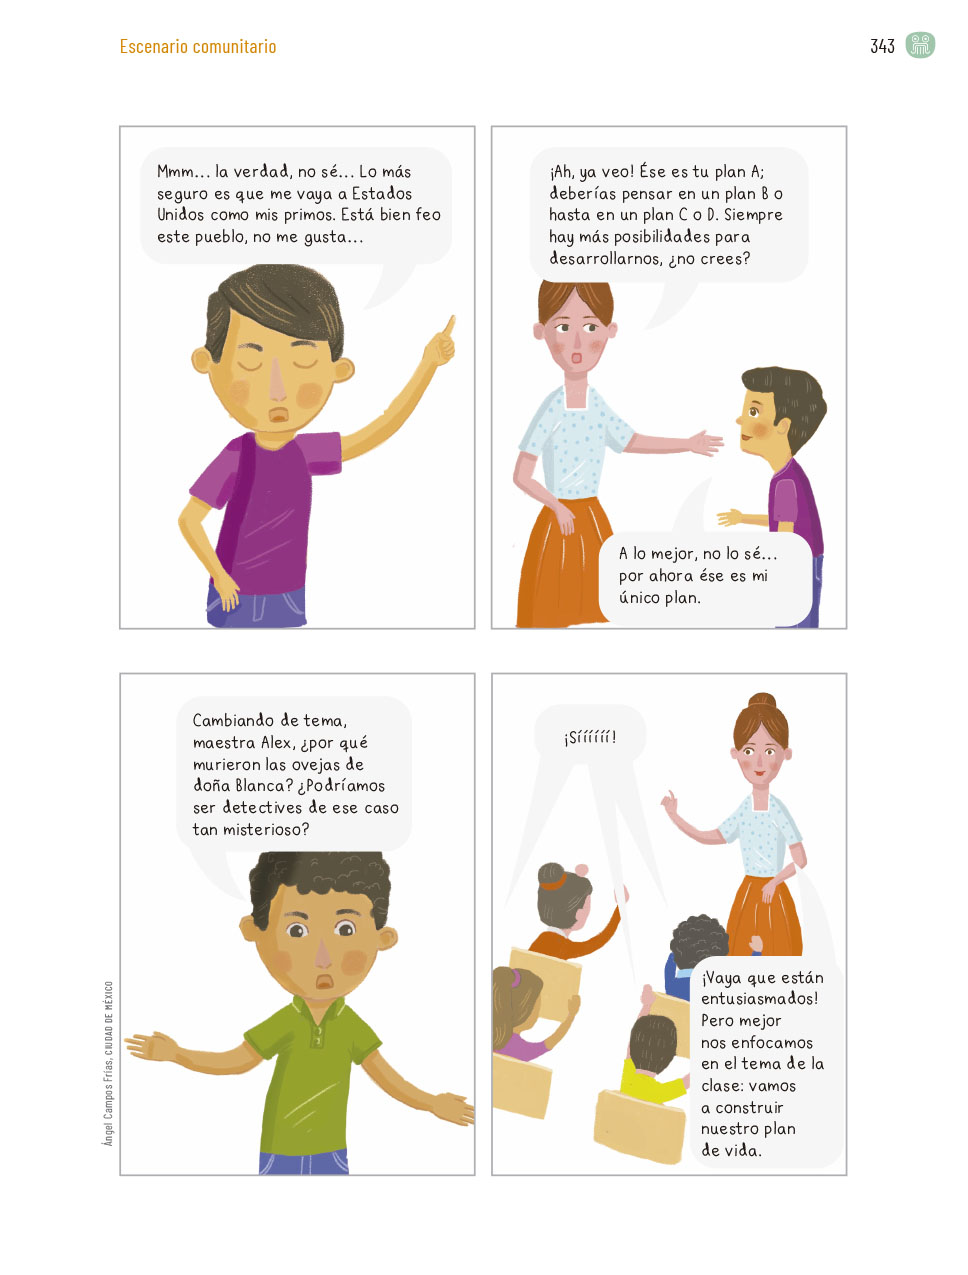 Escenario comunitario
343
Mmm... la verdad, no sé... Lo más
seguro es que me vaya a Estados
Unidos como mis primos. Está bien feo
este pueblo, no me gusta...
¡Ah, ya veo! Ése es tu plan A;
deberías pensar en un plan B o
hasta en un plan C o D. Siempre
hay más posibilidades para
desarrollarnos, ¿no crees?
A lo mejor, no lo sé...
por ahora ése es mi
único plan.
Cambiando de tema,
maestra Alex, ¿por qué
murieron las ovejas de
doña Blanca? ¿Podríamos
ser detectives de ese caso
tan misterioso?
¡Síííííí!
¡Vaya que están
entusiasmados!
Pero mejor
nos enfocamos
en el tema de la
clase: vamos
a construir
nuestro plan
de vida.
Ángel Campos Frías, CIUDAD DE MÉXICO